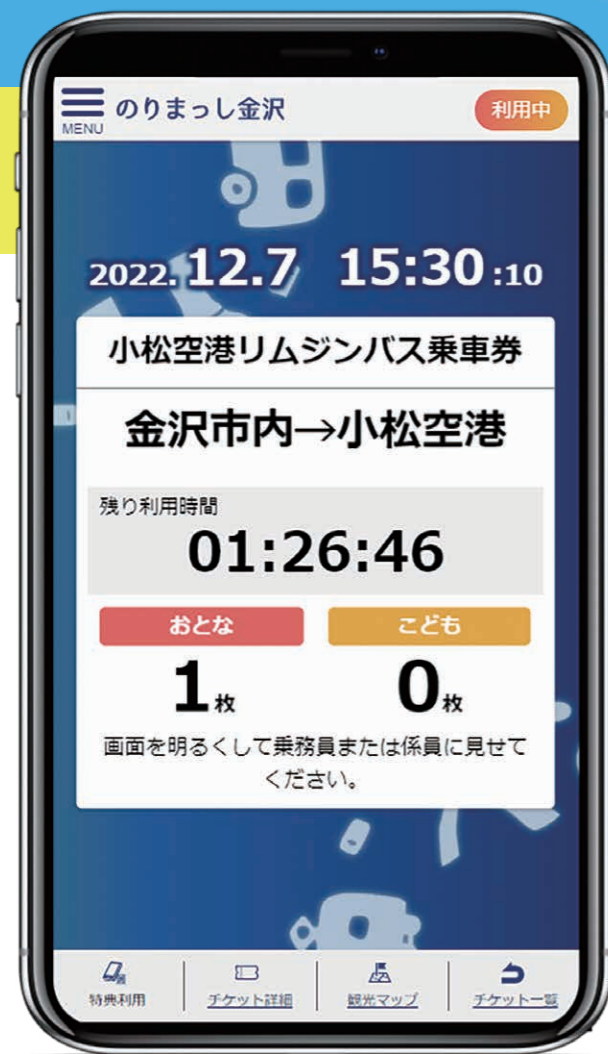 MENU のりまっし金沢 利用中
2022.12.7 15:30:10
小松空港リムジンバス乗車券
金沢市内→小松空港
残り利用時間
01:26:46
おとな こども
1枚 0枚
画面を明るくして乗務員または係員に見せて
ください。
特典利用 チケット詳細 観光マップ チケット一覧